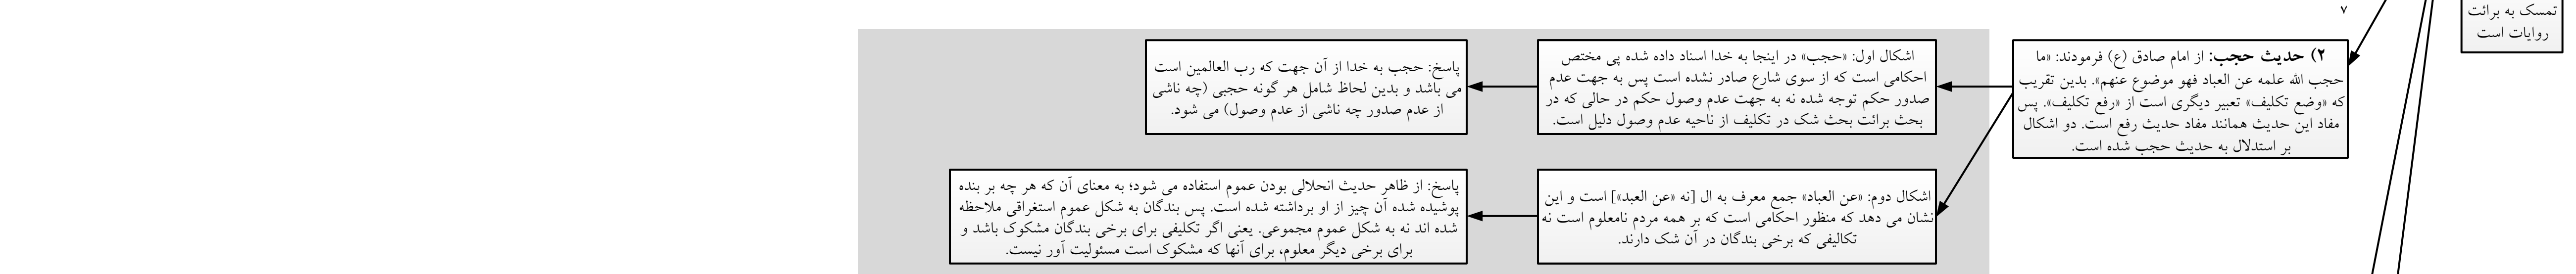 تمسک به برائت
روایات است
۷
۲) حدیث حجب: از امام صادق (ع) فرمودند: «ما
حجب الله علمه عن العباد فهو موضوع عنهم». بدین تقریب
که «وضع تکلیف» تعبیر دیگری است از «رفع تکلیف». پس
مفاد این حدیث همانند مفاد حدیث رفع است. دو اشکال
بر استدلال به حدیث حجب شده است.
اشکال اول: «حجب» در اینجا به خدا اسناد داده شده پی مختص
احکامی است که از سوی شارع صادر نشده است پس به جهت عدم
صدور حکم توجه شده نه به جهت عدم وصول حکم در حالی که در
بحث برائت بحث شک در تکلیف از ناحیه عدم وصول دلیل است.
پاسخ: حجب به خدا از آن جهت که رب العالمین است
می باشد و بدین لحاظ شامل هر گونه حجبی (چه ناشی
از عدم صدور چه ناشی از عدم وصول) می شود.
اشکال دوم: «عن العباد» جمع معرف به ال [نه «عن العبد»] است و این
نشان می دهد که منظور احکامی است که بر همه مردم نامعلوم است نه
تکالیفی که برخی بندگان در آن شک دارند.
پاسخ: از ظاهر حدیث انحلالی بودن عموم استفاده می شود؛ به معنای آن که هر چه بر بنده
پوشیده شده آن چیز از او برداشته شده است. پس بندگان به شکل عموم استغراقی ملاحظه
شده اند نه به شکل عموم مجموعی. یعنی اگر تکلیفی برای برخی بندگان مشکوک باشد و
برای برخی دیگر معلوم، برای آنها که مشکوک است مسئولیت آور نیست.